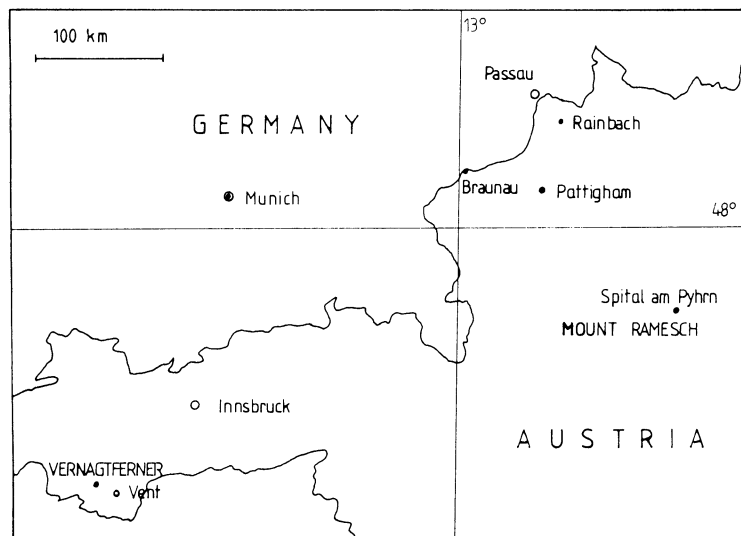 100 km
13°
Passau
GERMANY
Rainbach
Braunau
Pattigham
Munich
48°
Spital am Pyhrn
MOUNT RAMESCH
Innsbruck
AUSTRIA
VERNAGTFERNER
Vent